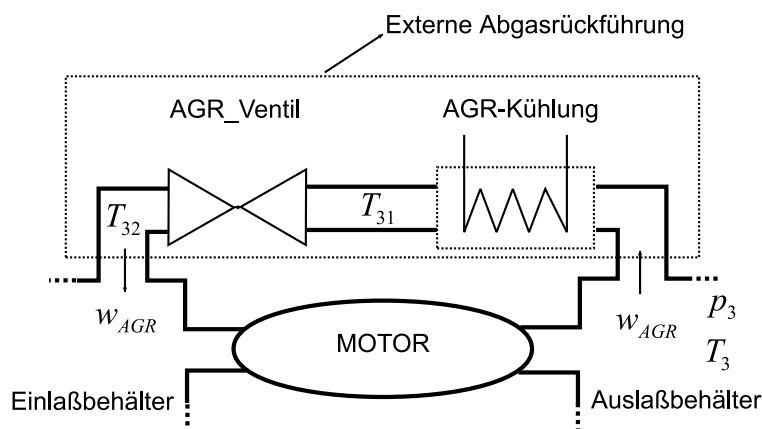 Externe Abgasrückführung
AGR_Ventil
AGR-Kühlung
T32
T31
wAGR
wAGR
p3
T3
MOTOR
Einlaßbehälter
Auslaßbehälter